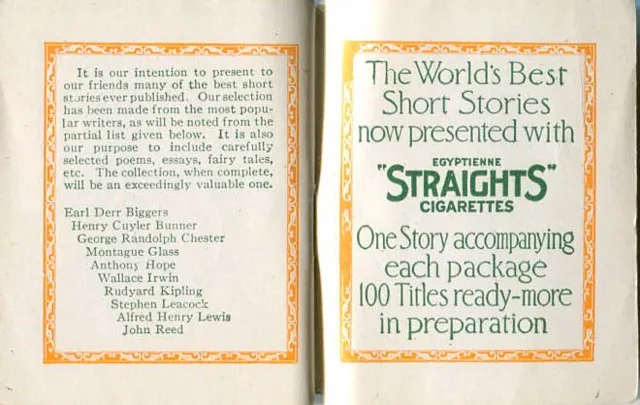 It is our intention to present to
our friends many of the best short
stories ever published. Our selection
has been made from the most popu-
lar writers, as will be noted from the
partial list given below. It is also
our purpose to include carefully
selected poems, essays, fairy tales,
etc. The collection, when complete,
will be an exceedingly valuable one.
Earl Derr Biggers
Henry Cuyler Bunner
George Randolph Chester
Montague Glass
Anthony Hope
Wallace Irwin
Rudyard Kipling
Stephen Leacock
Alfred Henry Lewis
John Reed
The World's Best
Short Stories
now presented with
EGYPTIENNE
"STRAIGHTS"
CIGARETTES
One Story accompanying
each package
100 Titles ready-more
in preparation